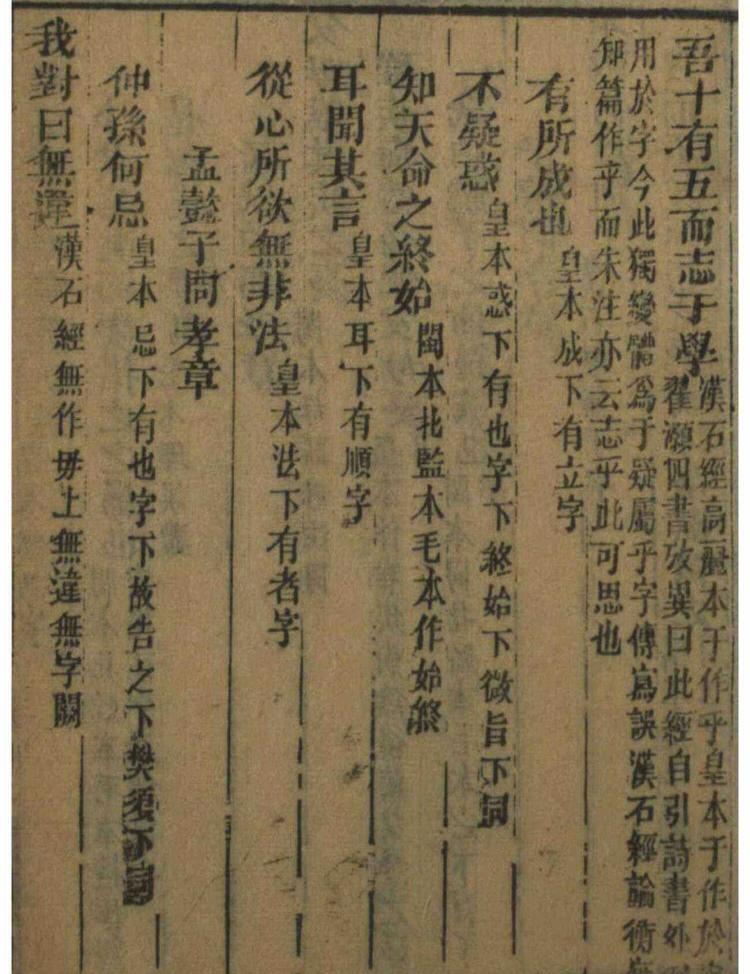 吾十有五而志于學漢石經高麗本于作乎皇本于作於
翟灝四書攷異曰此經自引詩書外
用於字今此獨變體爲于疑屬乎字傳寫誤漢石經論衡
知篇作乎而朱注亦云志乎此可思也
有所成也皇本成下有立字
不疑惑皇本惑下有也字下終始下微旨下同
知天命之終始閩本北監本毛本作始終
耳聞其言皇本耳下有順字
從心所欲無非法皇本法下有者字
孟懿子問孝章
仲孫何忌皇本忌下有也字下故告之下樊須下同
我對曰無違漢石經無作毋上無違無字闕